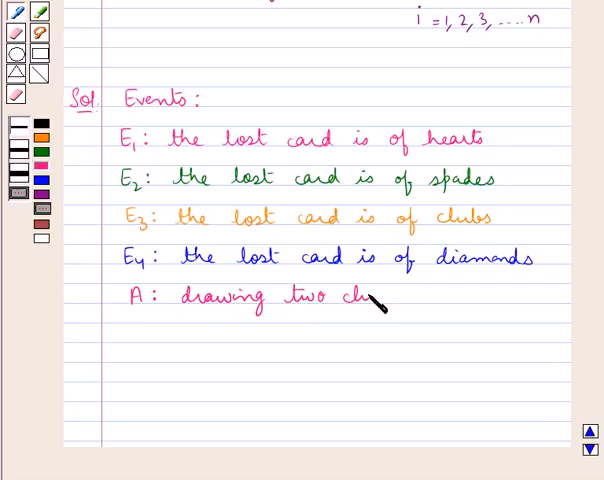 i = 1, 2, 3, ..... n
Sol. Events :
E₁ : the lost card is of hearts
E₂ : the lost card is of spades
E₃ : the lost card is of clubs
E₄ : the lost card is of diamonds
A : drawing two clu